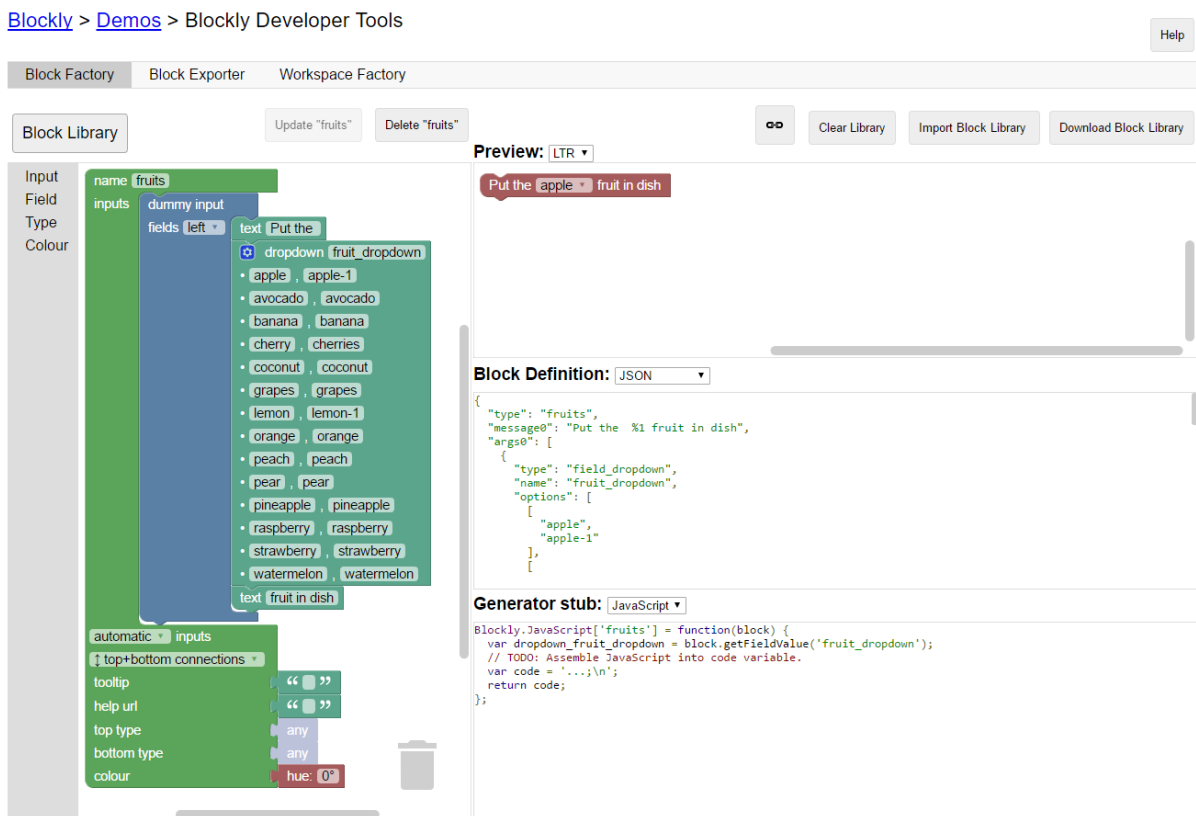 Blockly > Demos > Blockly Developer Tools
Help
Block Factory Block Exporter Workspace Factory
Block Library
Update "fruits" Delete "fruits"
Clear Library Import Block Library Download Block Library
Input
Field
Type
Colour
name fruits
inputs
dummy input
fields left
text Put the
dropdown fruit_dropdown
• apple , apple-1
• avocado , avocado
• banana , banana
• cherry , cherries
• coconut , coconut
• grapes , grapes
• lemon , lemon-1
• orange , orange
• peach , peach
• pear , pear
• pineapple , pineapple
• raspberry , raspberry
• strawberry , strawberry
• watermelon , watermelon
text fruit in dish
automatic inputs
↕ top+bottom connections
tooltip “ ”
help url “ ”
top type any
bottom type any
colour hue: 0°
Preview: LTR
Put the apple fruit in dish
Block Definition: JSON
{
"type": "fruits",
"message0": "Put the  %1 fruit in dish",
"args0": [
{
"type": "field_dropdown",
"name": "fruit_dropdown",
"options": [
[
"apple",
"apple-1"
],
[
Generator stub: JavaScript
Blockly.JavaScript['fruits'] = function(block) {
var dropdown_fruit_dropdown = block.getFieldValue('fruit_dropdown');
// TODO: Assemble JavaScript into code variable.
var code = '...;\n';
return code;
};